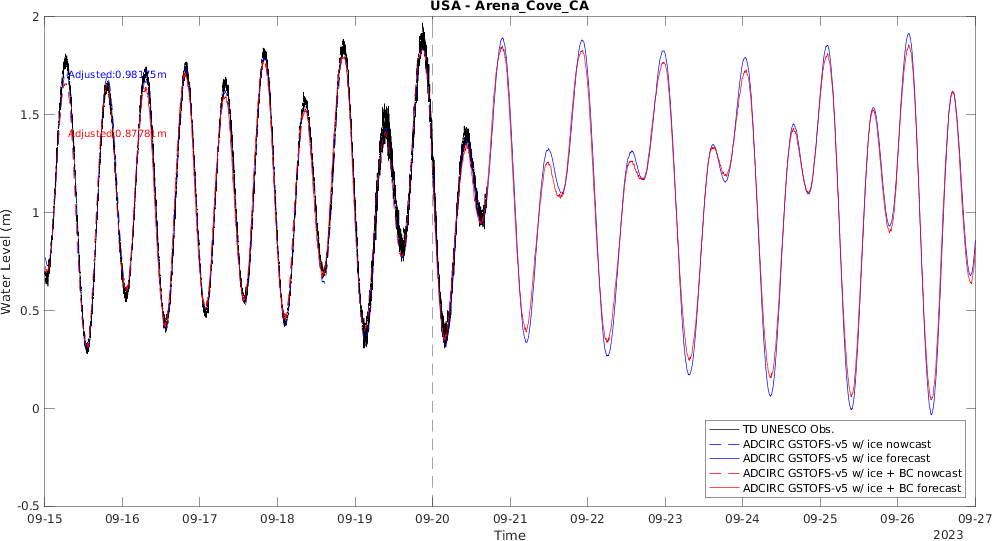 USA - Arena_Cove_CA
2
1.5
1
0.5
0
-0.5
Water Level (m)
Adjusted:0.98175m
Adjusted:0.87781m
TD UNESCO Obs.
ADCIRC GSTOFS-v5 w/ ice nowcast
ADCIRC GSTOFS-v5 w/ ice forecast
ADCIRC GSTOFS-v5 w/ ice + BC nowcast
ADCIRC GSTOFS-v5 w/ ice + BC forecast
09-15 09-16 09-17 09-18 09-19 09-20 09-21 09-22 09-23 09-24 09-25 09-26 09-27
Time
2023